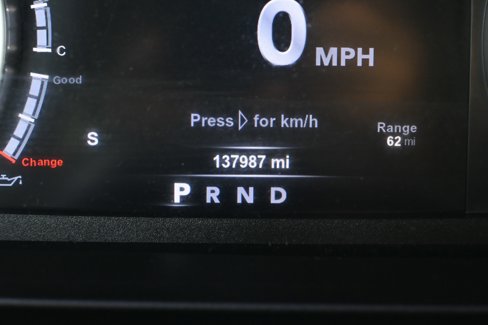 C
0 MPH
Good
Press ▷ for km/h
Range
62 mi
S
137987 mi
Change
P R N D